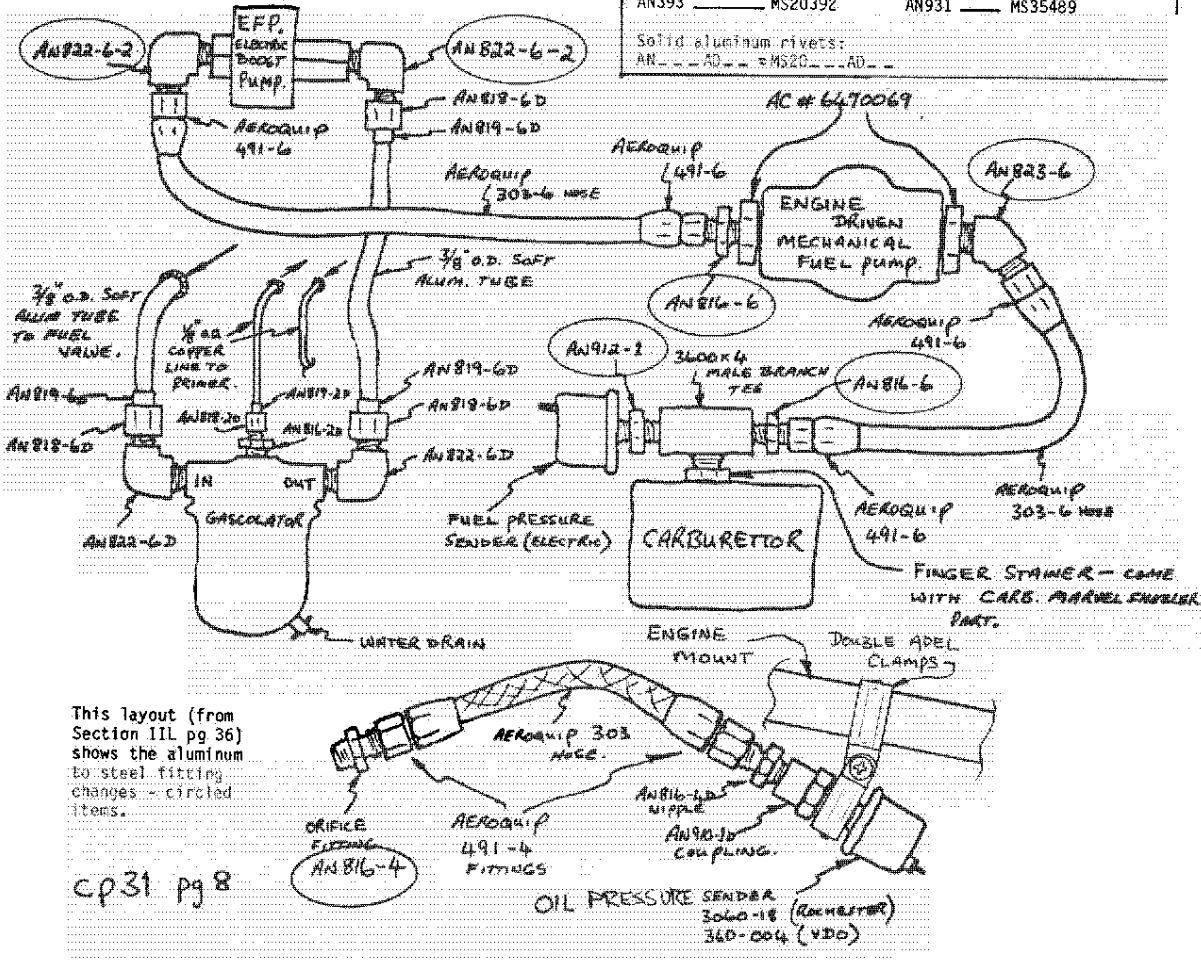 AN393 ——— MS20392 AN931 ——— MS35489
Solid aluminum rivets:
AN___AD__ = MS20___AD__
AN822-6-2
EFP.
ELECTRIC
BOOST
PUMP.
AN822-6-2
AN818-6D
AN819-6D
AEROQUIP
491-6
AEROQUIP
303-6 HOSE
AEROQUIP
491-6
AC # 6470069
AN823-6
ENGINE
DRIVEN
MECHANICAL
FUEL PUMP.
3/8" O.D. SOFT
ALUM. TUBE
AN816-6
AEROQUIP
491-6
3/8" O.D. SOFT
ALUM TUBE
TO FUEL
VALVE.
1/8" O.D.
COPPER
LINE TO
PRIMER.
AN912-1
3600x4
MALE BRANCH
TEE
AN816-6
AN819-6D
AN818-6D
AN819-2D
AN818-2D
AN816-2D
AN819-6D
AN818-6D
AN822-6D
IN
OUT
GASCOLATOR
AN822-6D
WATER DRAIN
FUEL PRESSURE
SENDER (ELECTRIC)
CARBURETTOR
AEROQUIP
491-6
AEROQUIP
303-6 HOSE
FINGER STAINER - COME
WITH CARB. MARVEL SHEBLER
PART.
ENGINE
MOUNT
DOUBLE ADEL
CLAMPS
This layout (from
Section IIL pg 36)
shows the aluminum
to steel fitting
changes - circled
items.
AEROQUIP 303
HOSE.
ORIFICE
FITTING
AN816-4
AEROQUIP
491-4
FITTINGS
AN816-4D
NIPPLE
AN910-1D
COUPLING.
OIL PRESSURE SENDER
3060-18 (ROCHESTER)
360-004 (VDO)
cp31 pg 8